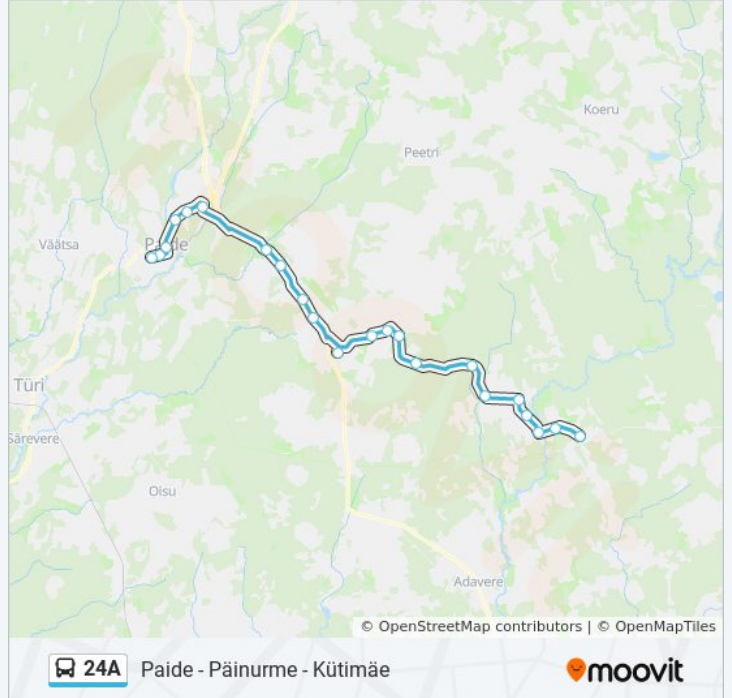 Koeru
Peetri
Väätsa
Paide
Türi
Särevere
Oisu
Adavere
© OpenStreetMap contributors | © OpenMapTiles
24A Paide - Päinurme - Kütimäe
moovit